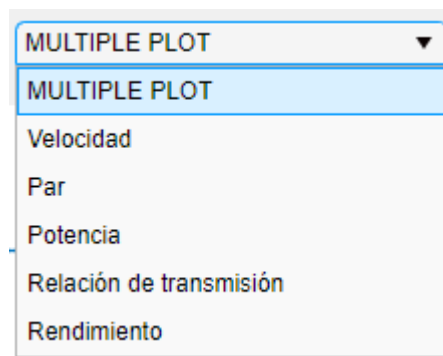 MULTIPLE PLOT
MULTIPLE PLOT
Velocidad
Par
Potencia
Relación de transmisión
Rendimiento